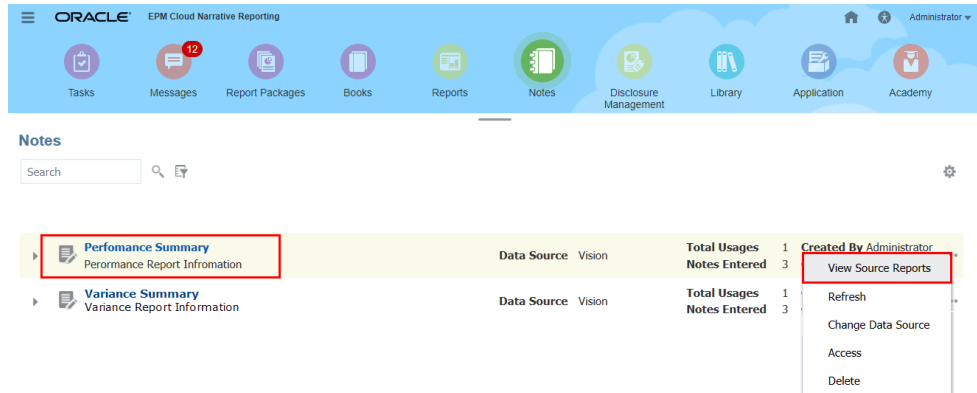 ORACLE® EPM Cloud Narrative Reporting Administrator
12
Tasks Messages Report Packages Books Reports Notes Disclosure Management Library Application Academy
Notes
Search
Perfomance Summary
Perormance Report Infromation
Data Source Vision
Total Usages 1 Created By Administrator
Notes Entered 3
Variance Summary
Variance Report Information
Data Source Vision
Total Usages 1
Notes Entered 3
View Source Reports
Refresh
Change Data Source
Access
Delete